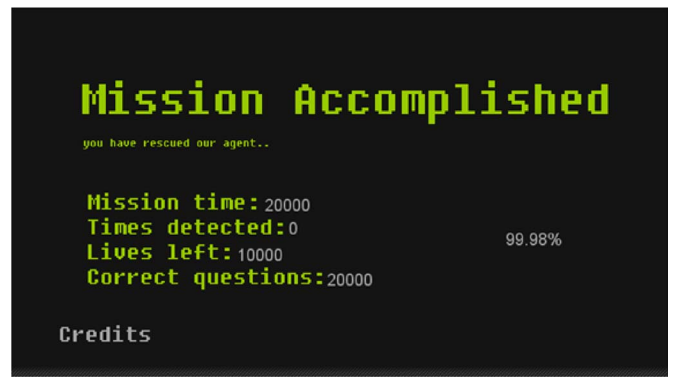 Mission Accomplished
you have rescued our agent..
Mission time: 20000
Times detected:0
99.98%
Lives left: 10000
Correct questions: 20000
Credits